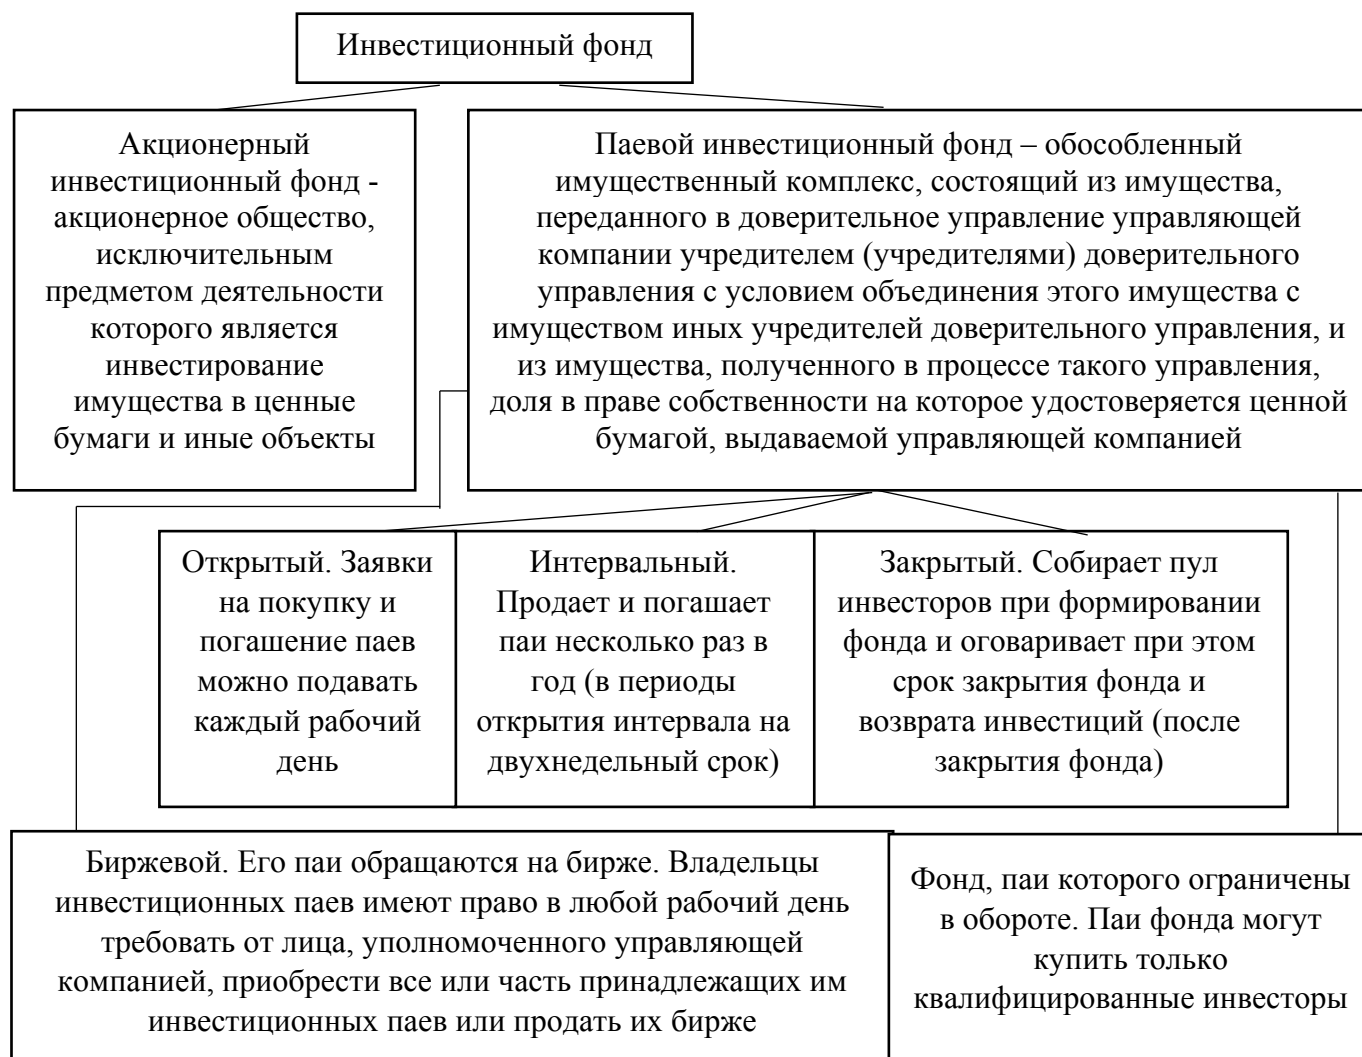 Инвестиционный фонд
Акционерный
инвестиционный фонд -
акционерное общество,
исключительным
предметом деятельности
которого является
инвестирование
имущества в ценные
бумаги и иные объекты
Паевой инвестиционный фонд – обособленный
имущественный комплекс, состоящий из имущества,
переданного в доверительное управление управляющей
компании учредителем (учредителями) доверительного
управления с условием объединения этого имущества с
имуществом иных учредителей доверительного управления, и
из имущества, полученного в процессе такого управления,
доля в праве собственности на которое удостоверяется ценной
бумагой, выдаваемой управляющей компанией
Открытый. Заявки
на покупку и
погашение паев
можно подавать
каждый рабочий
день
Интервальный.
Продает и погашает
паи несколько раз в
год (в периоды
открытия интервала на
двухнедельный срок)
Закрытый. Собирает пул
инвесторов при формировании
фонда и оговаривает при этом
срок закрытия фонда и
возврата инвестиций (после
закрытия фонда)
Биржевой. Его паи обращаются на бирже. Владельцы
инвестиционных паев имеют право в любой рабочий день
требовать от лица, уполномоченного управляющей
компанией, приобрести все или часть принадлежащих им
инвестиционных паев или продать их бирже
Фонд, паи которого ограничены
в обороте. Паи фонда могут
купить только
квалифицированные инвесторы